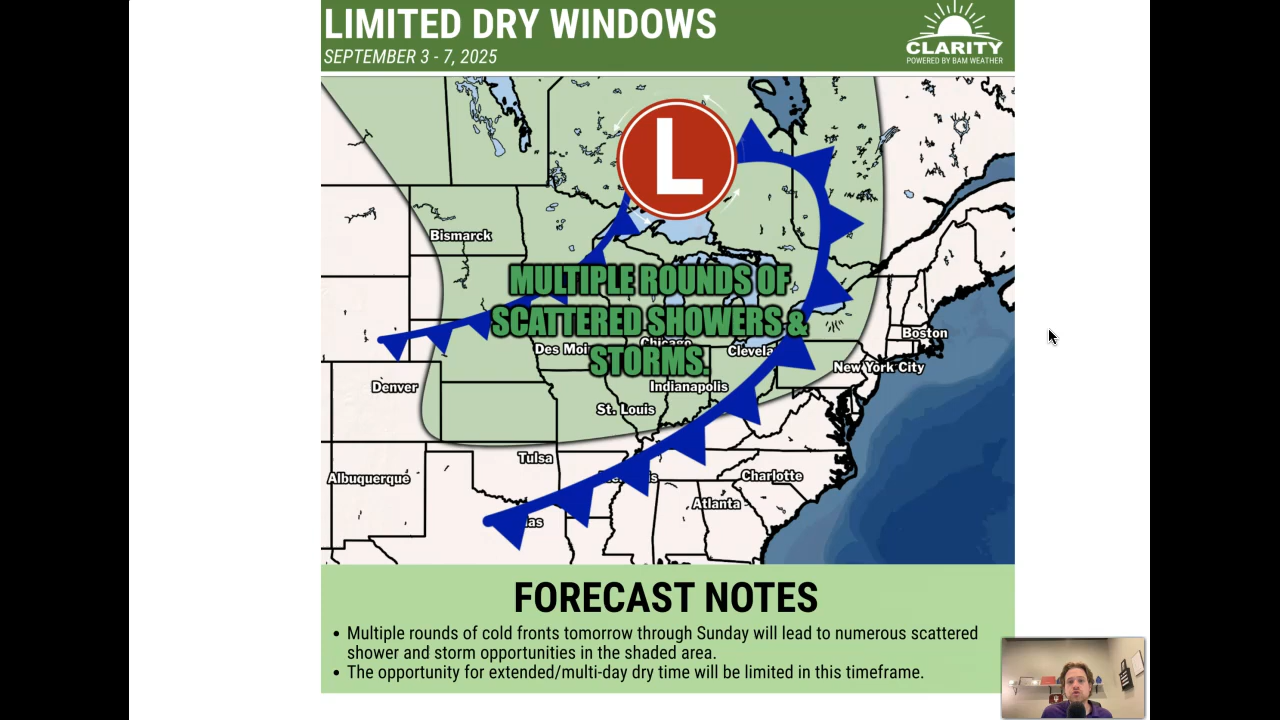 LIMITED DRY WINDOWS
SEPTEMBER 3 - 7, 2025
CLARITY
POWERED BY BAM WEATHER
L
Bismarck
MULTIPLE ROUNDS OF
SCATTERED SHOWERS &
STORMS.
Boston
Chicago
New York City
Denver
Indianapolis
St. Louis
Tulsa
Albuquerque
Charlotte
Atlanta
FORECAST NOTES
• Multiple rounds of cold fronts tomorrow through Sunday will lead to numerous scattered
shower and storm opportunities in the shaded area.
• The opportunity for extended/multi-day dry time will be limited in this timeframe.